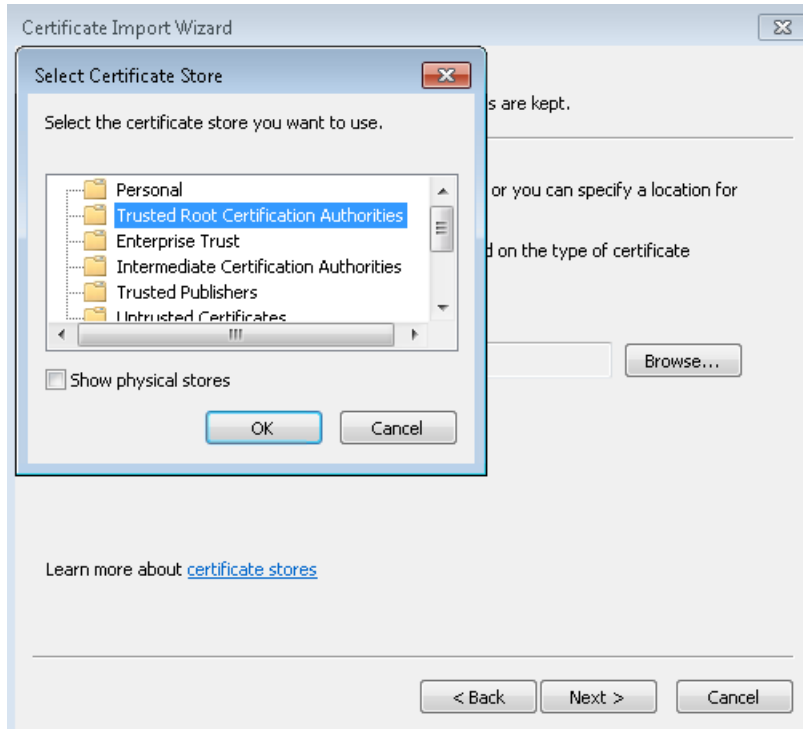 Certificate Import Wizard
Select Certificate Store
Select the certificate store you want to use.
Personal
Trusted Root Certification Authorities
Enterprise Trust
Intermediate Certification Authorities
Trusted Publishers
Untrusted Certificates
Show physical stores
OK Cancel
s are kept.
or you can specify a location for
d on the type of certificate
Browse...
Learn more about certificate stores
< Back Next > Cancel